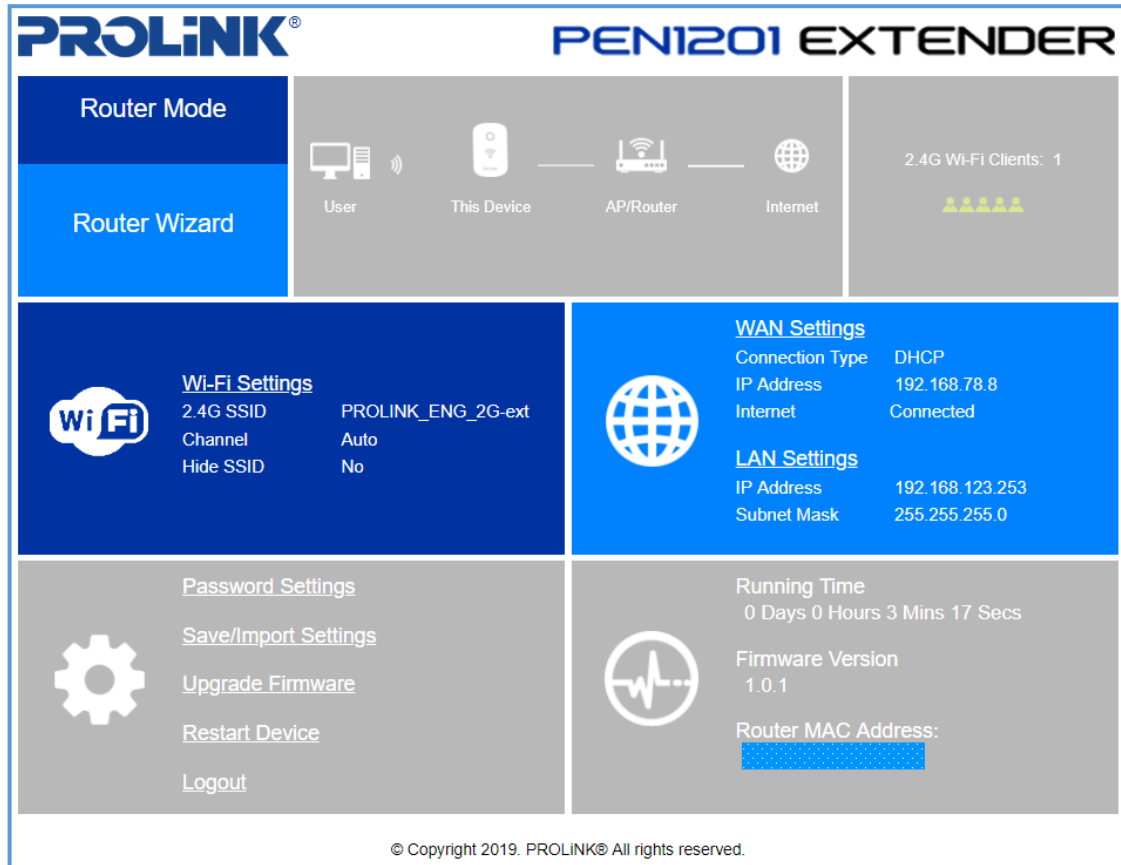 PROLiNK®
PEN1201 EXTENDER
Router Mode
Router Wizard
User
This Device
AP/Router
Internet
2.4G Wi-Fi Clients: 1
Wi-Fi Settings
2.4G SSID PROLINK_ENG_2G-ext
Channel Auto
Hide SSID No
Wi Fi
WAN Settings
Connection Type DHCP
IP Address 192.168.78.8
Internet Connected
LAN Settings
IP Address 192.168.123.253
Subnet Mask 255.255.255.0
Password Settings
Save/Import Settings
Upgrade Firmware
Restart Device
Logout
Running Time
0 Days 0 Hours 3 Mins 17 Secs
Firmware Version
1.0.1
Router MAC Address:
© Copyright 2019. PROLiNK® All rights reserved.